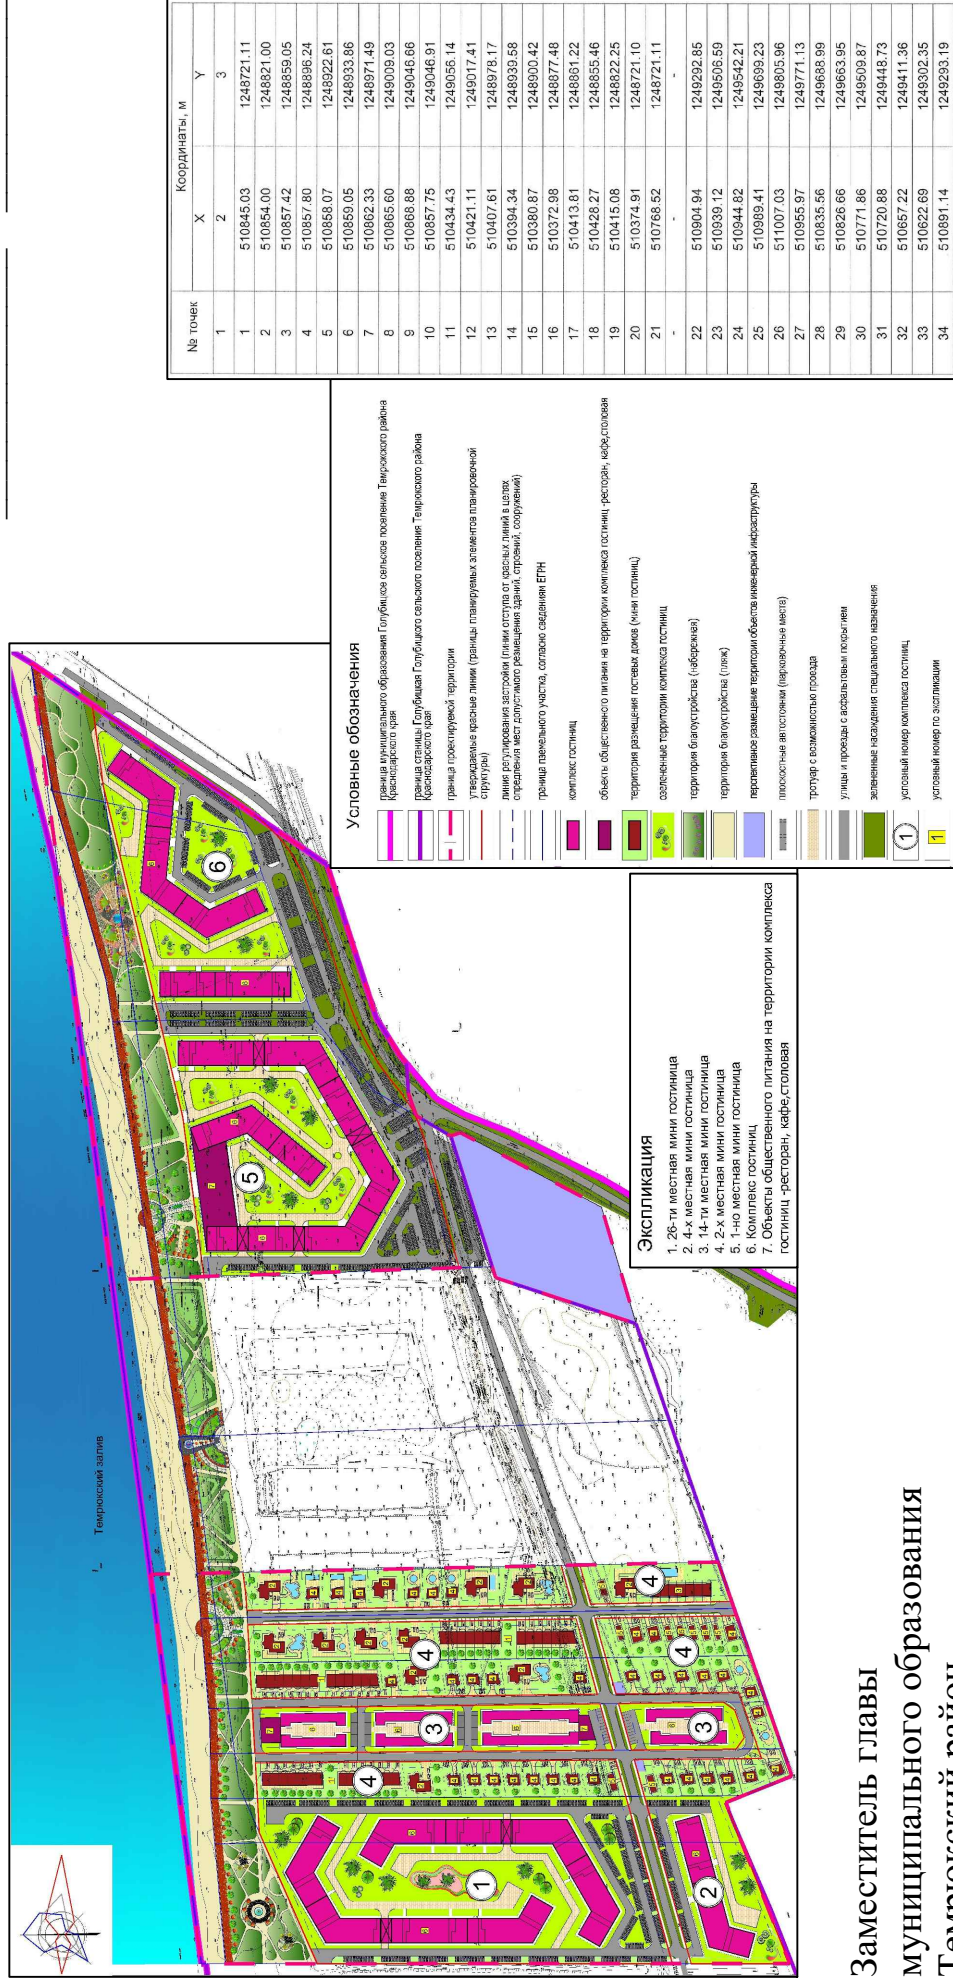 Темрюкский залив
№ точек
Координаты, м
X Y
1 2 3
1 510845.03 1248721.11
2 510854.00 1248821.00
3 510857.42 1248859.05
4 510857.80 1248896.24
5 510858.07 1248922.61
6 510859.05 1248933.86
7 510862.33 1248971.49
8 510865.60 1249009.03
9 510868.88 1249046.66
10 510857.75 1249046.91
11 510434.43 1249056.14
12 510421.11 1249017.41
13 510407.61 1248978.17
14 510394.34 1248939.58
15 510380.87 1248900.42
16 510372.98 1248877.48
17 510413.81 1248861.22
18 510428.27 1248855.46
19 510415.08 1248822.25
20 510374.91 1248721.10
21 510768.52 1248721.11
- - -
22 510904.94 1249292.85
23 510939.12 1249506.59
24 510944.82 1249542.21
25 510989.41 1249699.23
26 511007.03 1249805.96
27 510955.97 1249771.13
28 510835.56 1249688.99
29 510826.66 1249663.95
30 510771.86 1249509.87
31 510720.88 1249448.73
32 510657.22 1249411.36
33 510622.69 1249302.35
34 510891.14 1249293.19
Условные обозначения
граница муниципального образования Голубицкое сельское поселение Темрюкского района
Краснодарского края
граница станицы Голубицкая Голубицкого сельского поселения Темрюкского района
Краснодарского края
граница проектируемой территории
утверждаемые красные линии (границы планируемых элементов планировочной
структуры)
линия регулирования застройки (линии отступа от красных линий в целях
определения мест допустимого размещения зданий, строений, сооружений)
граница земельного участка, согласно сведениям ЕГРН
комплекс гостиниц
объекты общественного питания на территории комплекса гостиниц -ресторан, кафе,столовая
территория размещения гостевых домов (мини гостиниц)
озелененные территории комплекса гостиниц
территория благоустройства (набережная)
территория благоустройства (пляж)
перспективное размещение территории объектов инженерной инфраструктуры
плоскостные автостоянки (парковочные места)
тротуар с возможностью проезда
улицы и проезды с асфальтовым покрытием
зелененные насаждения специального назначения
1 условный номер комплекса гостиниц
1 условный номер по экспликации
Экспликация
1. 26-ти местная мини гостиница
2. 4-х местная мини гостиница
3. 14-ти местная мини гостиница
4. 2-х местная мини гостиница
5. 1-но местная мини гостиница
6. Комплекс гостиниц
7. Объекты общественного питания на территории комплекса
гостиниц -ресторан, кафе,столовая
1
2
3
3
4
4
4
4
5
6
Заместитель главы
муниципального образования
Темрюкский район